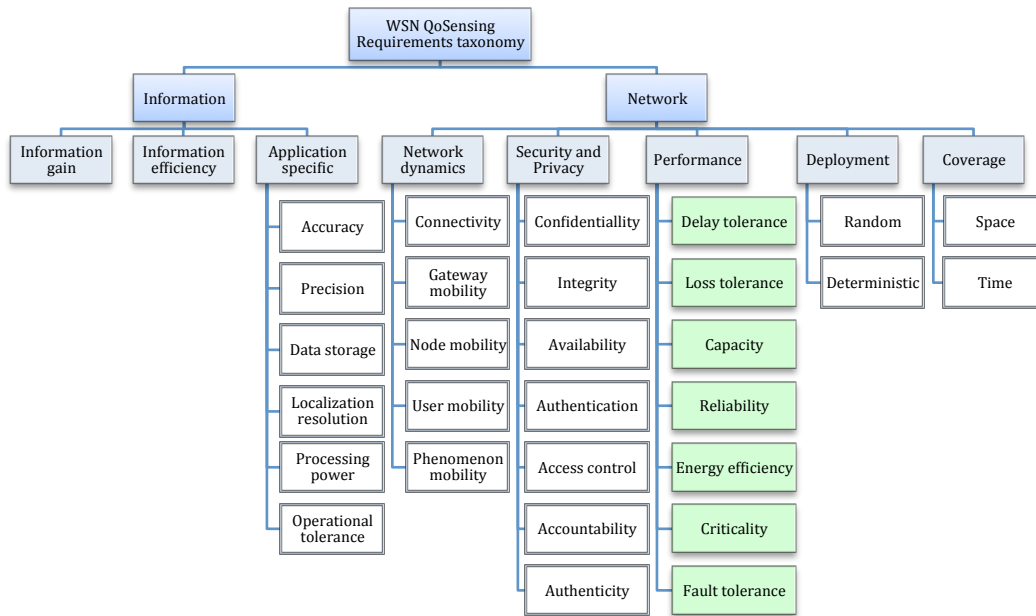 WSN QoSensing
Requirements taxonomy
Information
Network
Information
gain
Information
efficiency
Application
specific
Network
dynamics
Security and
Privacy
Performance
Deployment
Coverage
Accuracy
Precision
Data storage
Localization
resolution
Processing
power
Operational
tolerance
Connectivity
Gateway
mobility
Node mobility
User mobility
Phenomenon
mobility
Confidentiallity
Integrity
Availability
Authentication
Access control
Accountability
Authenticity
Delay tolerance
Loss tolerance
Capacity
Reliability
Energy efficiency
Criticality
Fault tolerance
Random
Deterministic
Space
Time